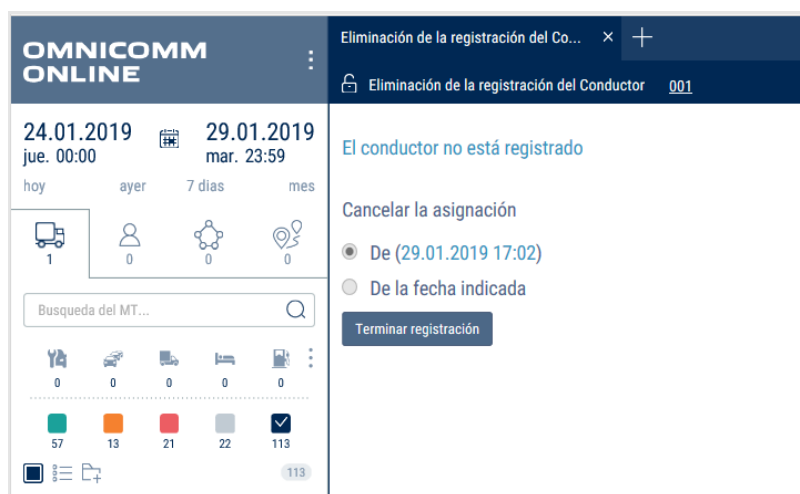 OMNICOMM
ONLINE
24.01.2019
jue. 00:00
29.01.2019
mar. 23:59
hoy ayer 7 dias mes
1 0 0 0
Busqueda del MT...
0 0 0 0 0
57 13 21 22 113
113
Eliminación de la registración del Co... × +
Eliminación de la registración del Conductor 001
El conductor no está registrado
Cancelar la asignación
De (29.01.2019 17:02)
De la fecha indicada
Terminar registración